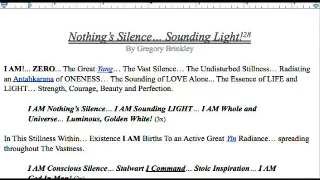 Nothing's Silence... Sounding Light!28
By Gregory Brinkley
I AM!... ZERO... The Great Yang... The Vast Silence... The Undisturbed Stillness... Radiating
an Antahkarana of ONENESS... The Sounding of LOVE Alone... The Essence of LIFE and
LIGHT... Strength, Courage, Beauty and Perfection.
I AM Nothing's Silence... I AM Sounding LIGHT... I AM Whole and
Universe... Luminous, Golden White! (3x)
In This Stillness Within... Existence I AM Births To an Active Great Yin Radiance... spreading
throughout The Vastness.
I AM Conscious Silence... Stalwart I Command... Stoic Inspiration... I AM
God In Man!